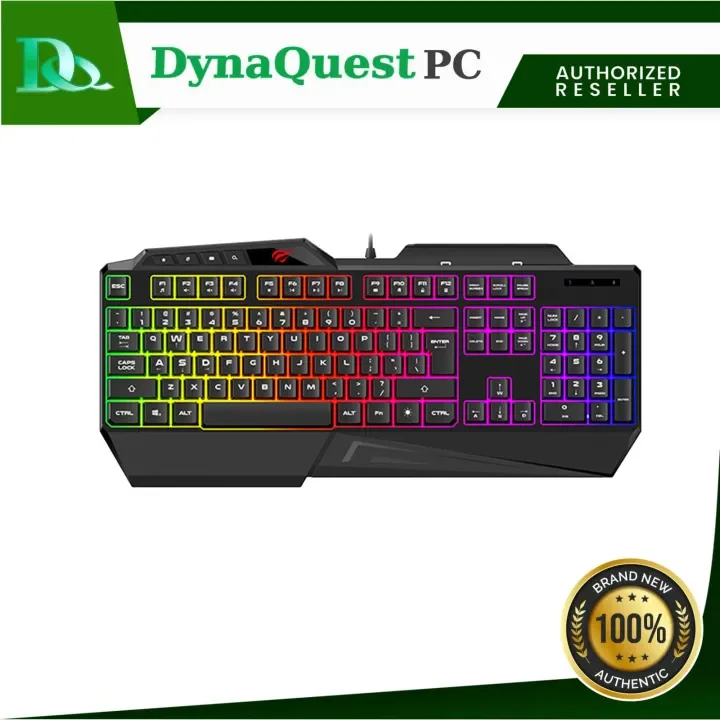 DQ
DynaQuest PC
AUTHORIZED
RESELLER
ESC F1 F2 F3 F4 F5 F6 F7 F8 F9 F10 F11 F12
1 2 3 4 5 6 7 8 9 0
TAB Q W E R T Y U I O P
ENTER
CAPS LOCK A S D F G H J K L
Z X C V B N M
CTRL ALT ALT Fn CTRL
BRAND NEW
100%
AUTHENTIC